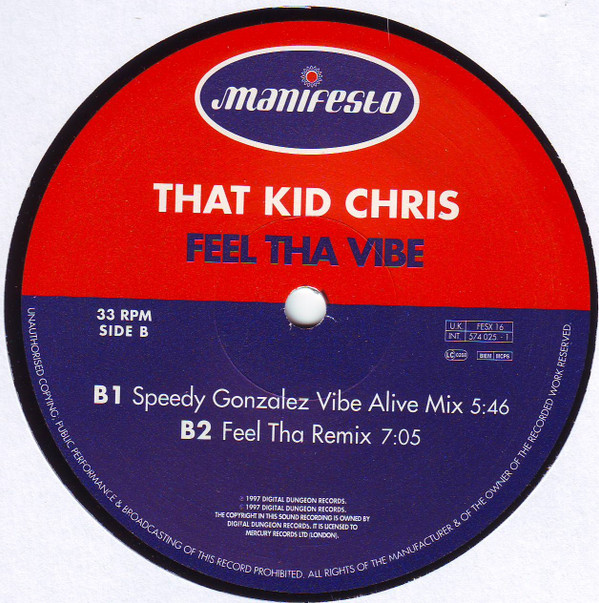 manifesto
THAT KID CHRIS
FEEL THA VIBE
33 RPM
SIDE B
U.K. FESX 16
INT. 574 025 - 1
LC 0268 BIEM MCPS
B1 Speedy Gonzalez Vibe Alive Mix 5:46
B2 Feel Tha Remix 7:05
℗ 1997 DIGITAL DUNGEON RECORDS.
© 1997 DIGITAL DUNGEON RECORDS.
THE COPYRIGHT IN THIS SOUND RECORDING IS OWNED BY
DIGITAL DUNGEON RECORDS. IT IS LICENSED TO
MERCURY RECORDS LTD (LONDON).
UNAUTHORISED COPYING, PUBLIC PERFORMANCE & BROADCASTING OF THIS RECORD PROHIBITED. ALL RIGHTS OF THE MANUFACTURER & OF THE OWNER OF THE RECORDED WORK RESERVED.